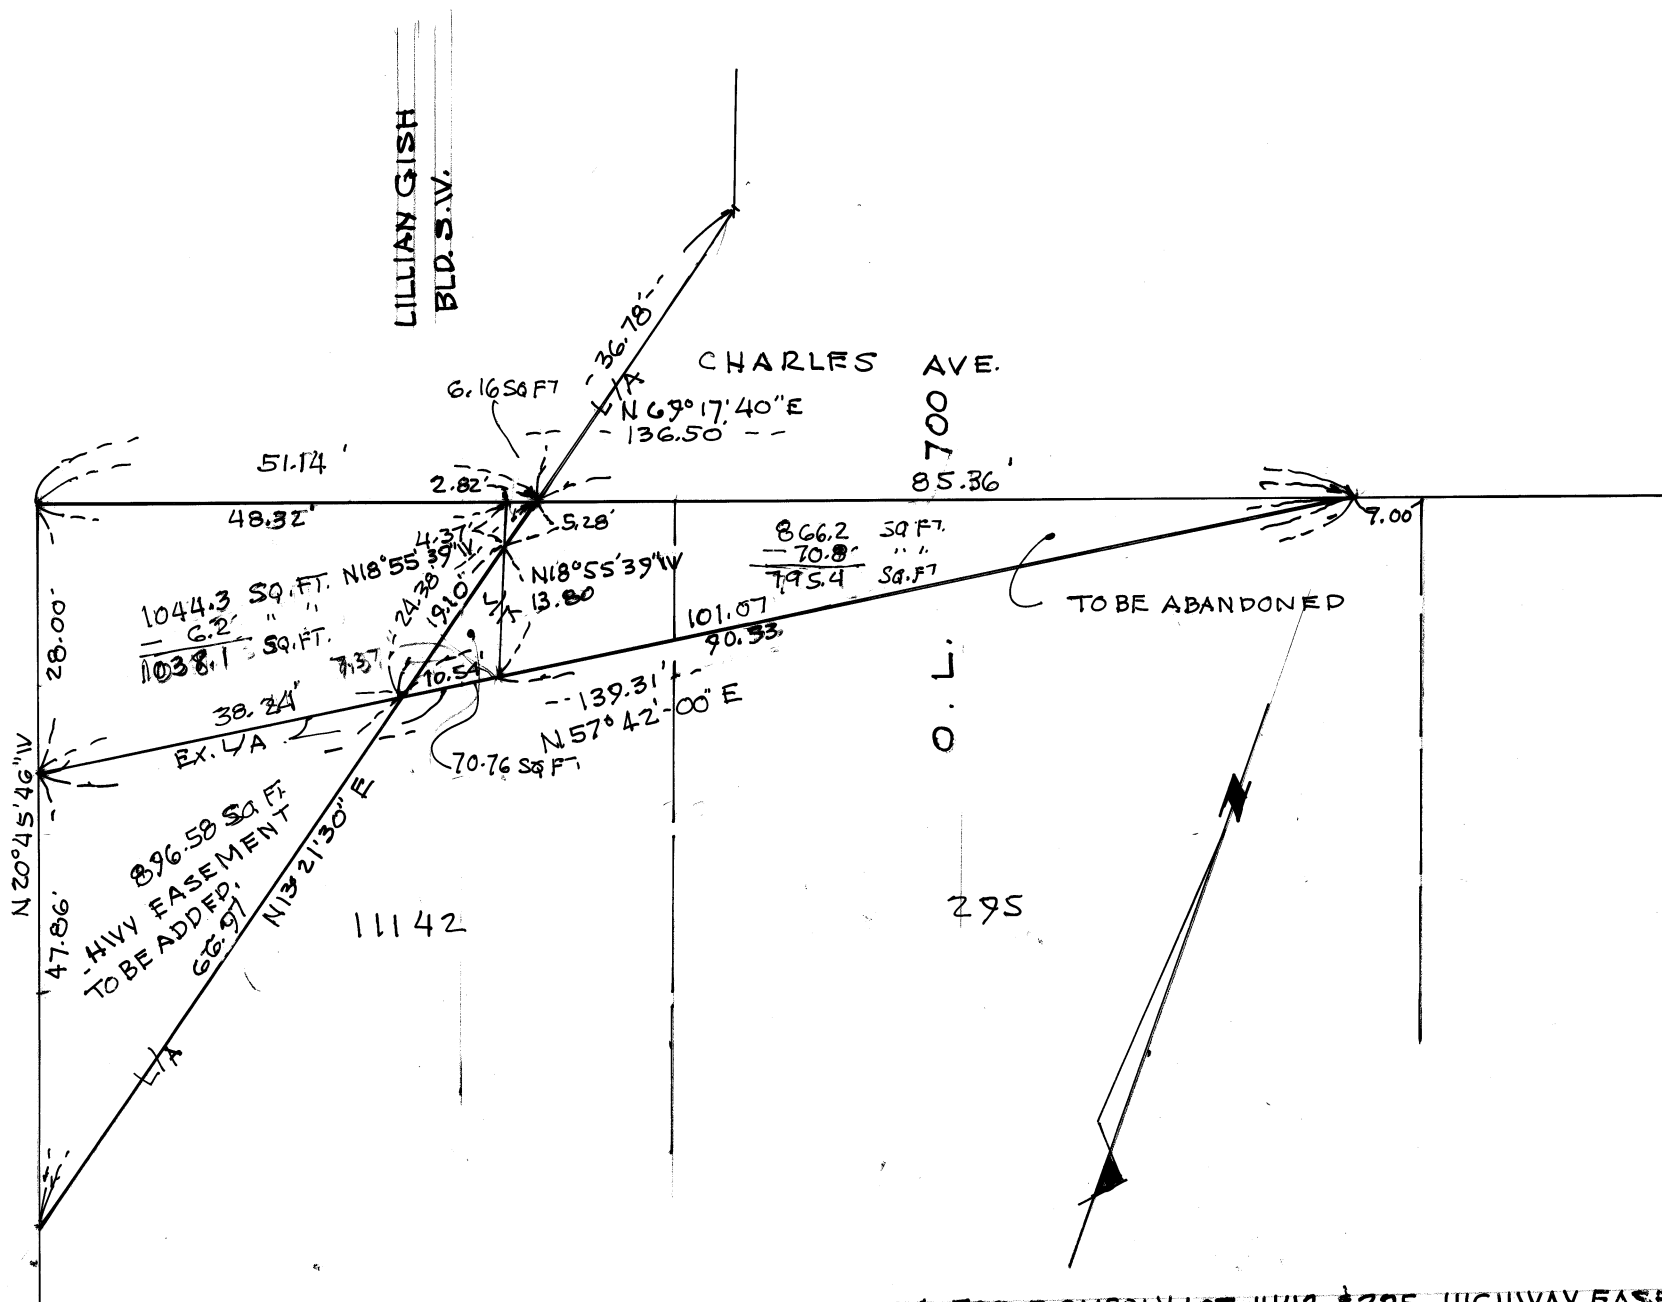 LILLIAN GISH
BLD. S.W.
36.78'
L/A
CHARLES AVE.
N 69°17'40"E
136.50'
6.16 SQ FT
700
51.14'
2.82'
85.36'
48.32'
5.28'
9.00'
4.37'
N18°55'39"W
866.2 SQ FT.
- 70.8 " "
795.4 SQ.FT
24.38'
19.10'
N18°55'39"W
13.80
L/A
1044.3 SQ.FT.
- 6.2 " "
1038.1 SQ.FT.
28.00'
101.07
90.53
TO BE ABANDONED
7.37
10.54'
38.24'
EX. L/A
139.31'
N 57°42'-00" E
70.76 SQ FT
O. L.
N 20°45'46"W
896.58 SQ FT
HWY EASEMENT
TO BE ADDED.
N13°21'30" E
66.97
47.86'
L/A
11142
295